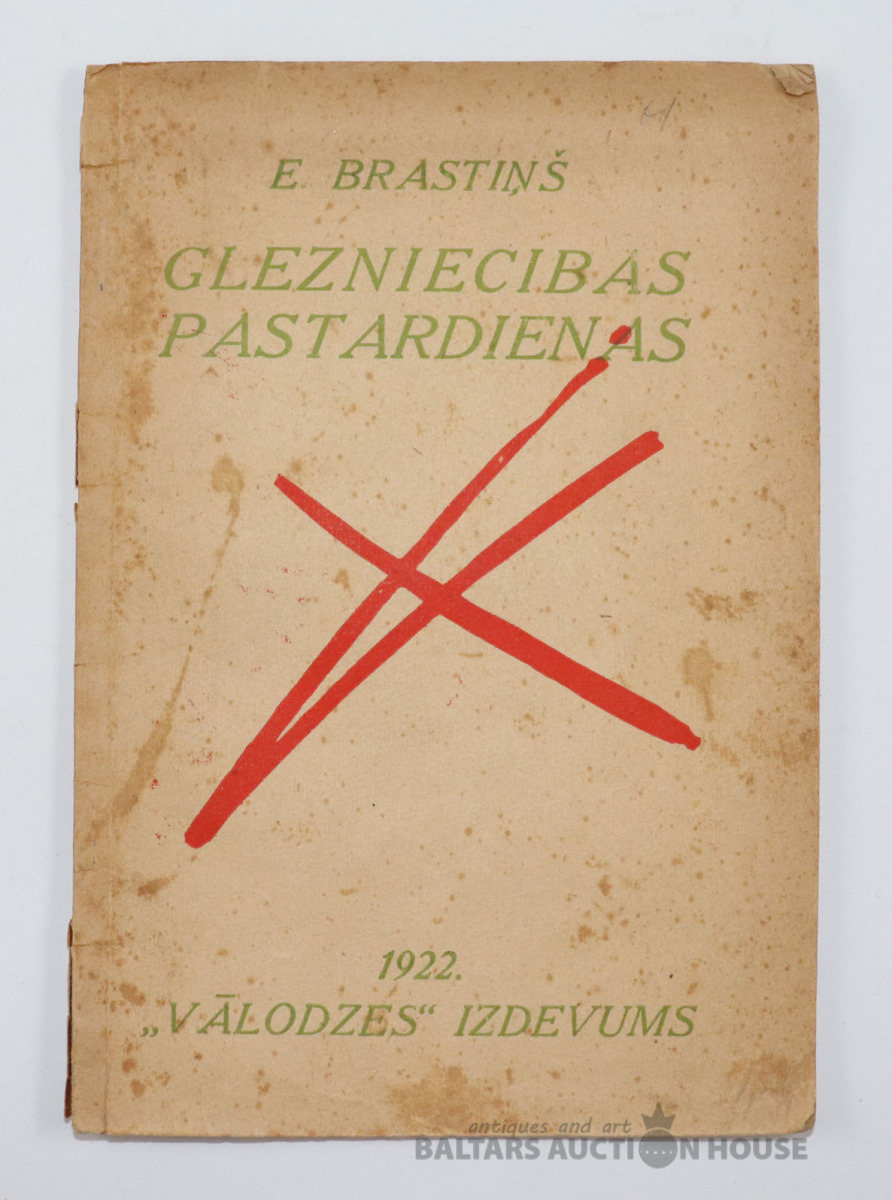 E. BRASTIŅŠ
GLEZNIECIBAS
PASTARDIENAS
1922.
„VĀLODZES“ IZDEVUMS
antiques and art
BALTARS AUCTION HOUSE